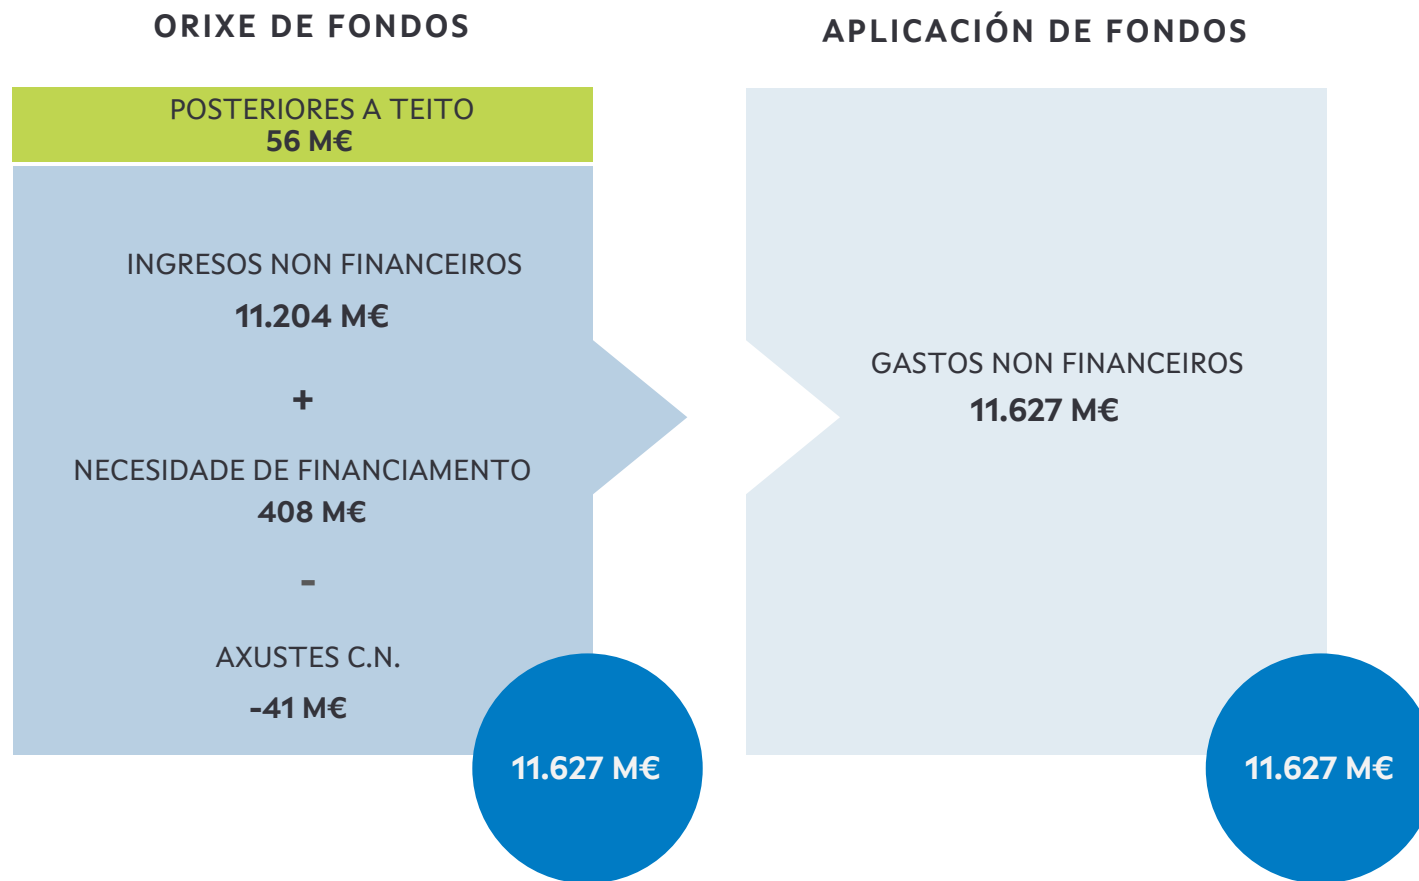 ORIXE DE FONDOS
POSTERIORES A TEITO
56 M€
INGRESOS NON FINANCEIROS
11.204 M€
+
NECESIDADE DE FINANCIAMENTO
408 M€
-
AXUSTES C.N.
-41 M€
11.627 M€
APLICACIÓN DE FONDOS
GASTOS NON FINANCEIROS
11.627 M€
11.627 M€